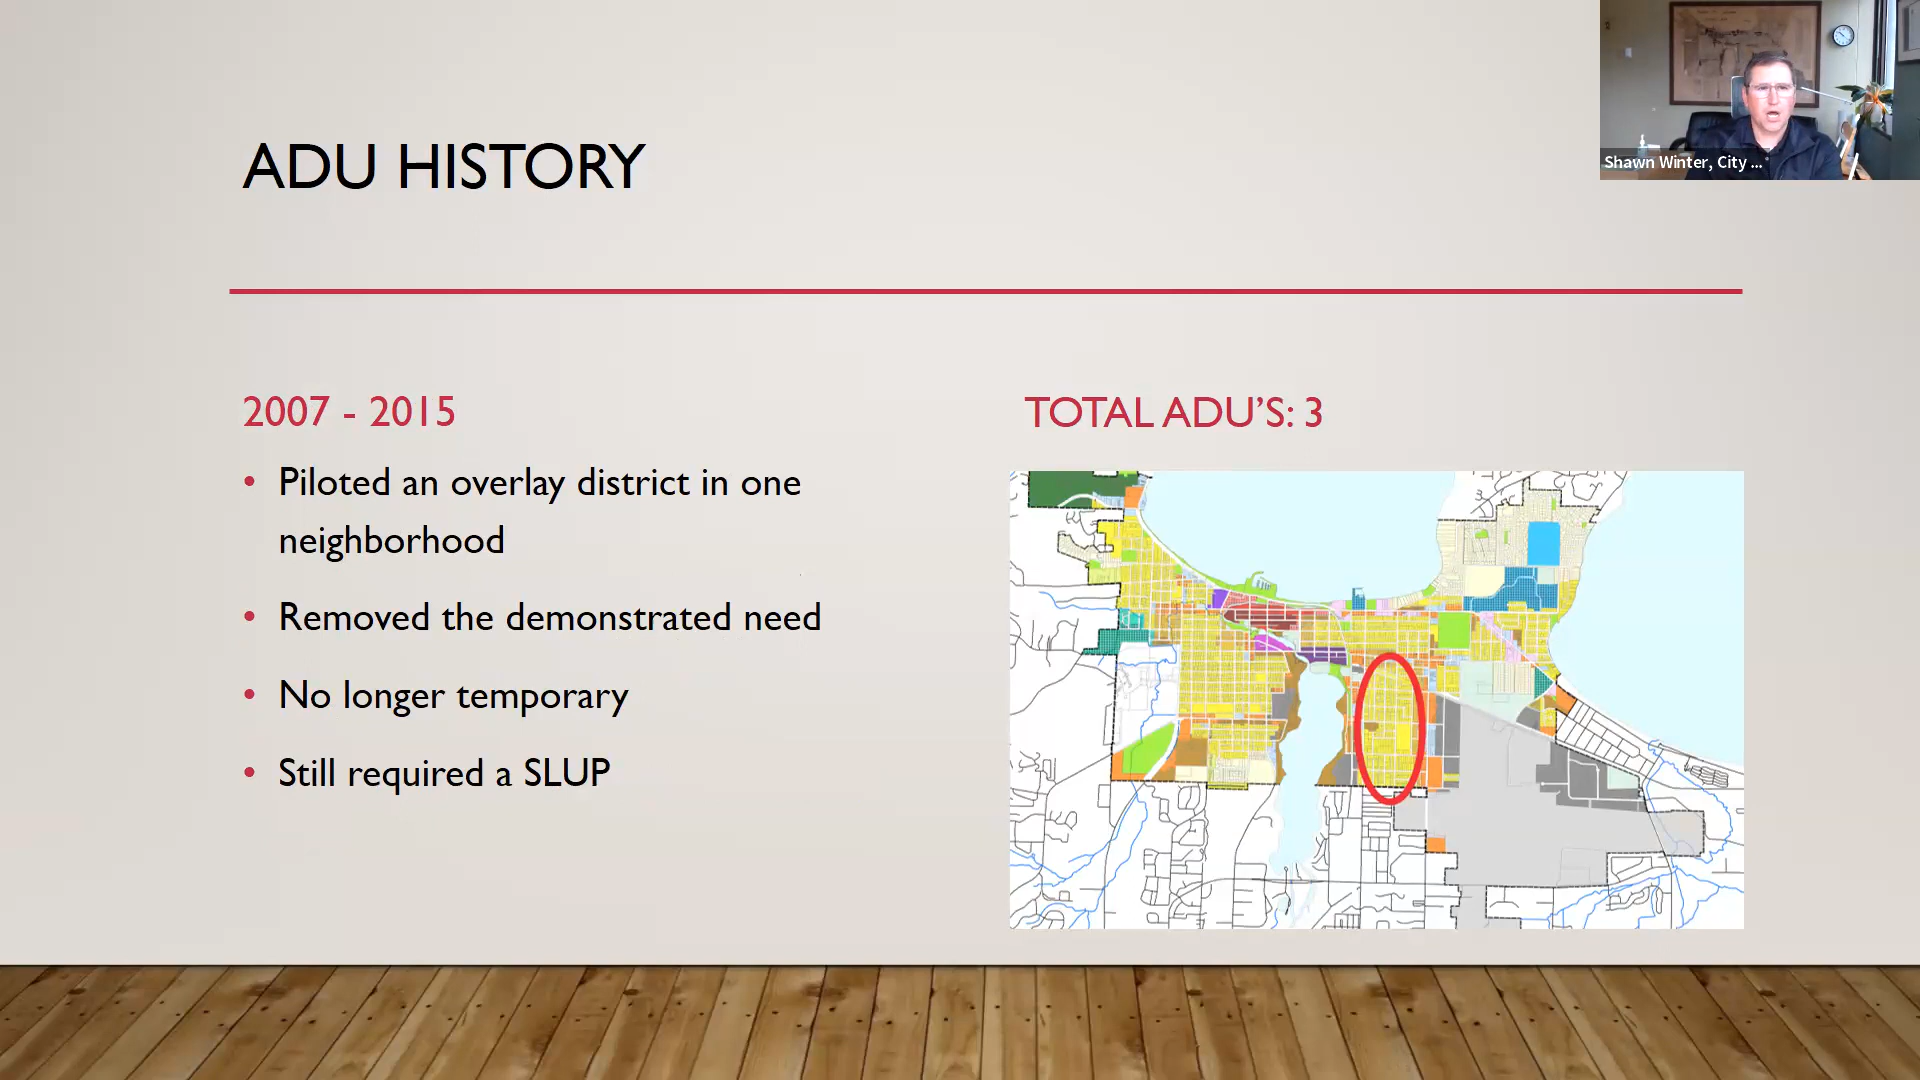 Shawn Winter, City ...
ADU HISTORY
2007 - 2015
• Piloted an overlay district in one
neighborhood
• Removed the demonstrated need
• No longer temporary
• Still required a SLUP
TOTAL ADU’S: 3